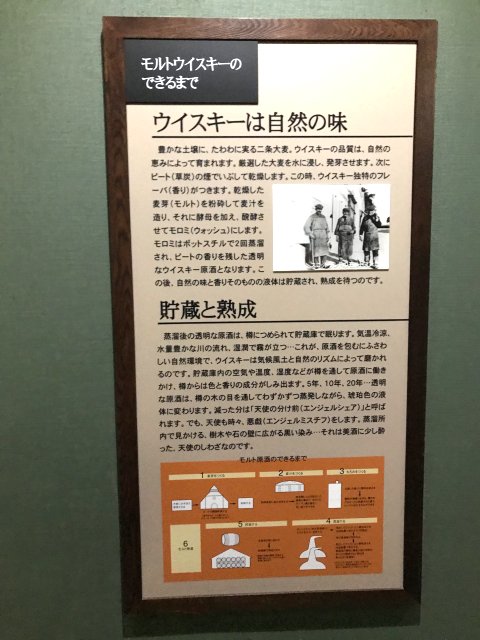 モルトウイスキーの
できるまで
ウイスキーは自然の味
豊かな土壌に、たわわに実る二条大麦。ウイスキーの品質は、自然の
恵みによって育まれます。厳選した大麦を水に浸し、発芽させます。次に
ピート(草炭)の煙でいぶして乾燥します。この時、ウイスキー独特のフレ
ーバ(香り)がつきます。乾燥した
麦芽(モルト)を粉砕して麦汁を
造り、それに酵母を加え、醗酵さ
せてモロミ(ウォッシュ)にします。
モロミはポットスチルで2回蒸溜
され、ピートの香りを残した透明
なウイスキー原酒となります。こ
の後、自然の味と香りそのものの液体は貯蔵され、熟成を待つのです。
貯蔵と熟成
蒸溜後の透明な原酒は、樽につめられて貯蔵庫で眠ります。気温冷涼、
水量豊かな川の流れ、湿潤で霧が立つ…これが、原酒を包むにふさわ
しい自然環境で、ウイスキーは気候風土と自然のリズムによって磨かれ
るのです。貯蔵庫内の空気や温度、湿度などが樽を通して原酒に働き
かけ、樽からは色と香りの成分がしみ出ます。5年、10年、20年…透明
な原酒は、樽の木の目を通してわずかずつ蒸発しながら、琥珀色の液
体に変わります。減った分は「天使の分け前(エンジェルシェア)」と呼ば
れます。でも、天使も時々、悪戯(エンジェルミスチフ)をします。蒸溜所
内で見かける、樹木や石の壁に広がる黒い染み…それは美酒に少し酔
った、天使のしわざなのです。
モルト原酒のできるまで
1 麦芽をつくる
2 麦汁をつくる
3
5 貯蔵する
4 蒸溜する
6